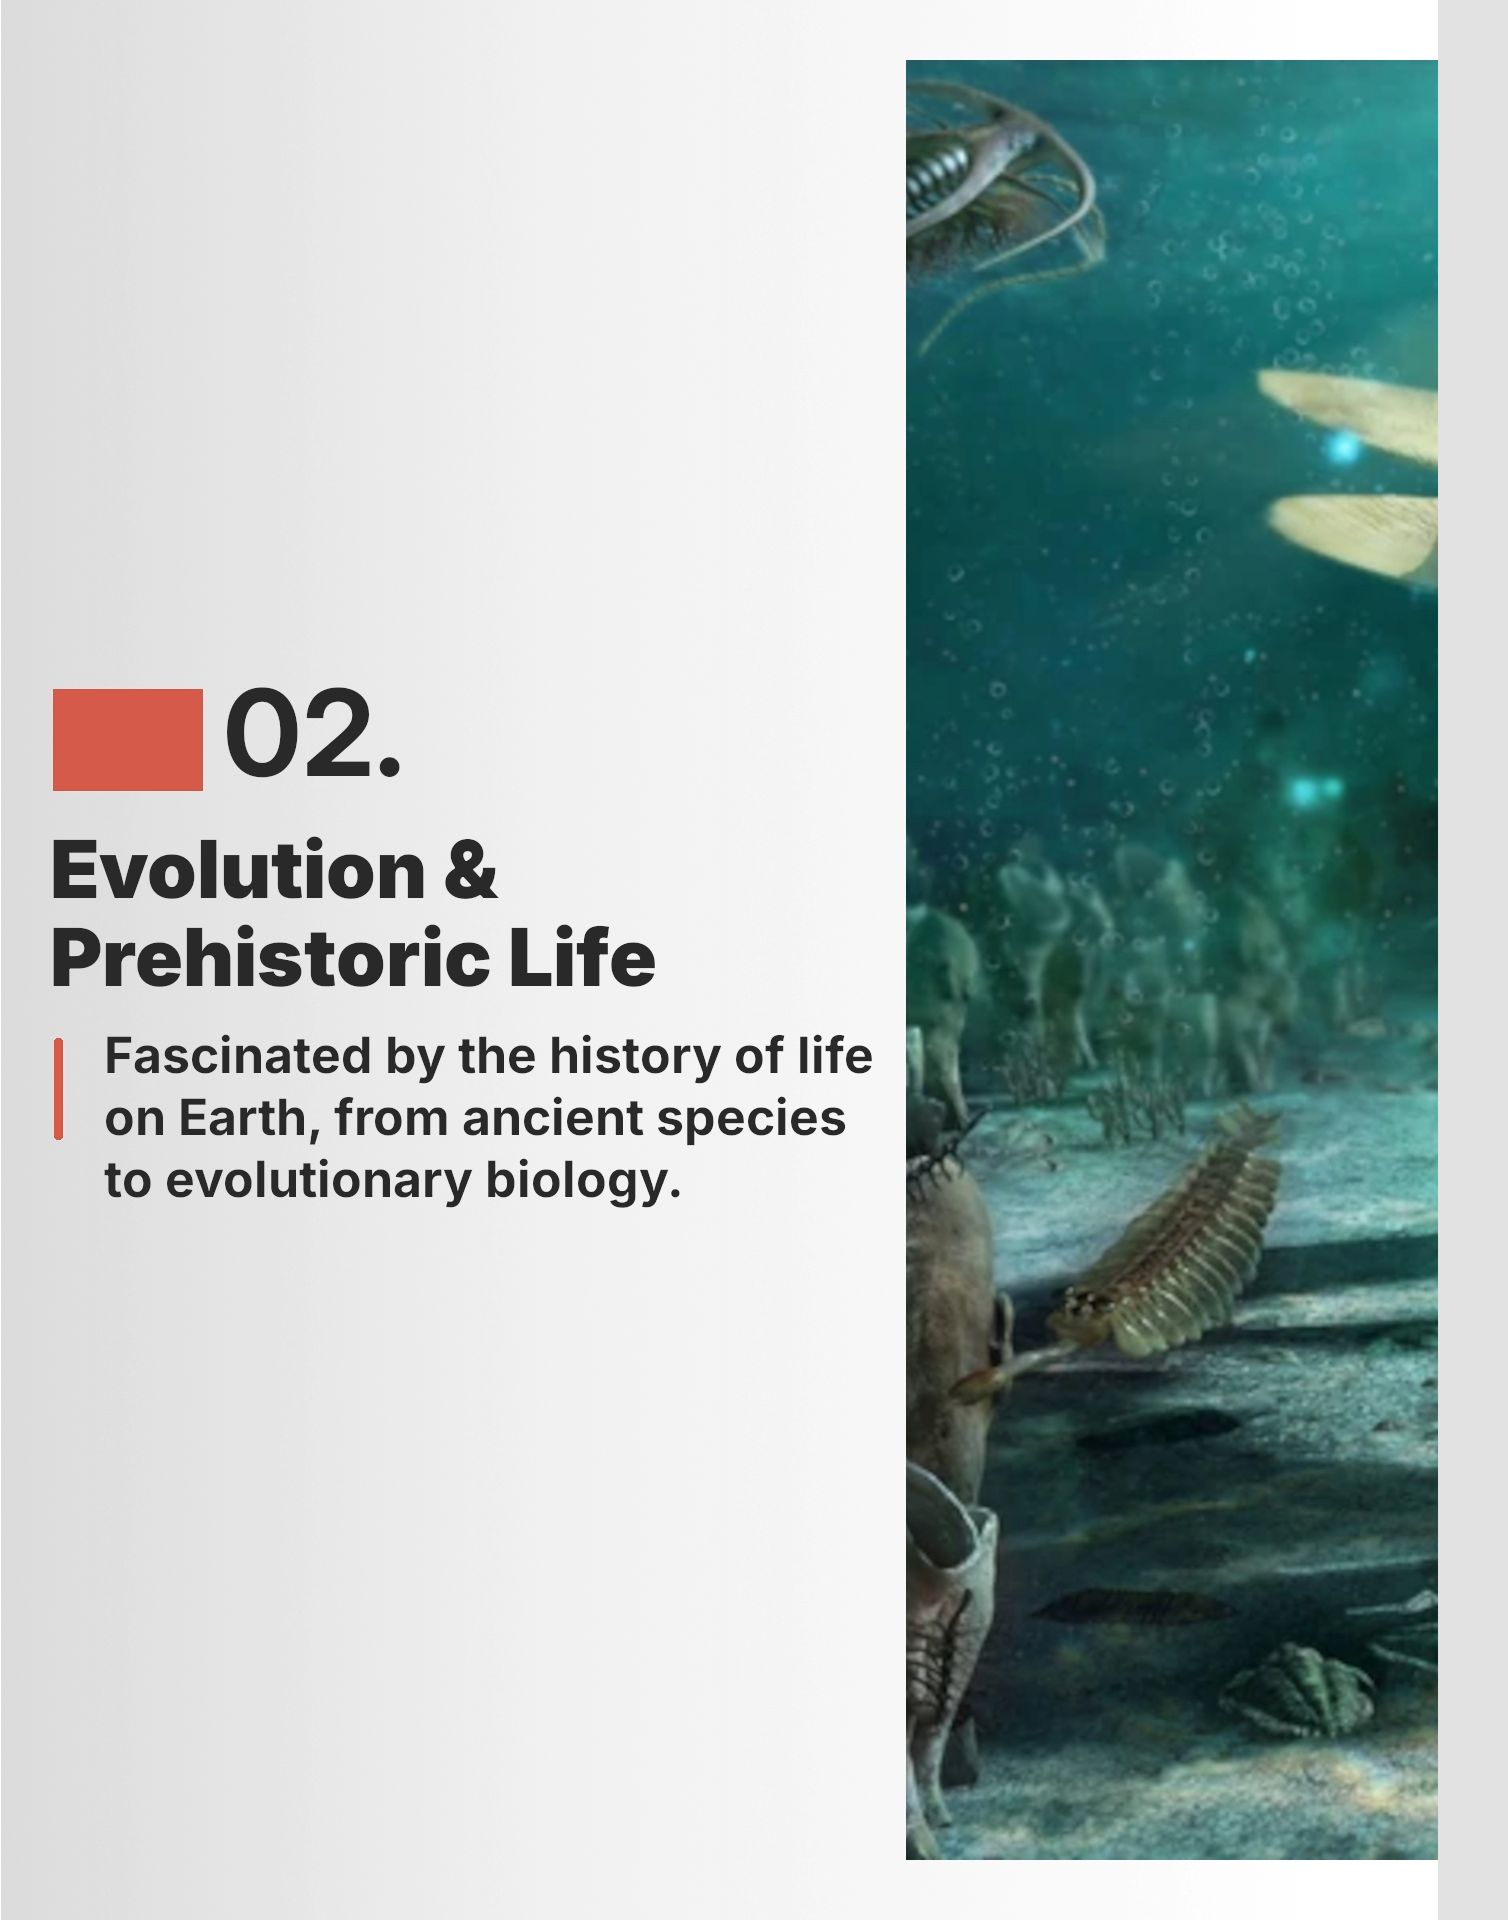 02.
Evolution &
Prehistoric Life
Fascinated by the history of life
on Earth, from ancient species
to evolutionary biology.